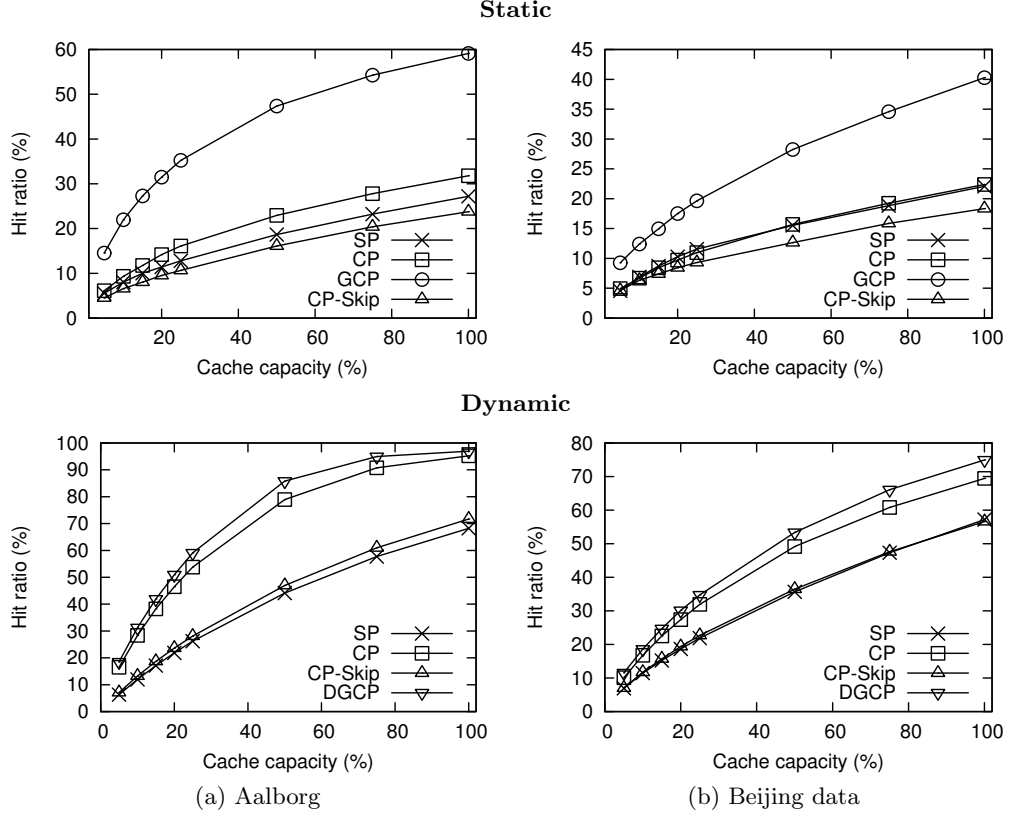 Static
60
50
40
30
20
10
0
Hit ratio (%)
SP
CP
GCP
CP-Skip
20 40 60 80 100
Cache capacity (%)
45
40
35
30
25
20
15
10
5
0
Hit ratio (%)
SP
CP
GCP
CP-Skip
20 40 60 80 100
Cache capacity (%)
Dynamic
100
90
80
70
60
50
40
30
20
10
0
Hit ratio (%)
SP
CP
CP-Skip
DGCP
0 20 40 60 80 100
Cache capacity (%)
(a) Aalborg
80
70
60
50
40
30
20
10
0
Hit ratio (%)
SP
CP
CP-Skip
DGCP
20 40 60 80 100
Cache capacity (%)
(b) Beijing data